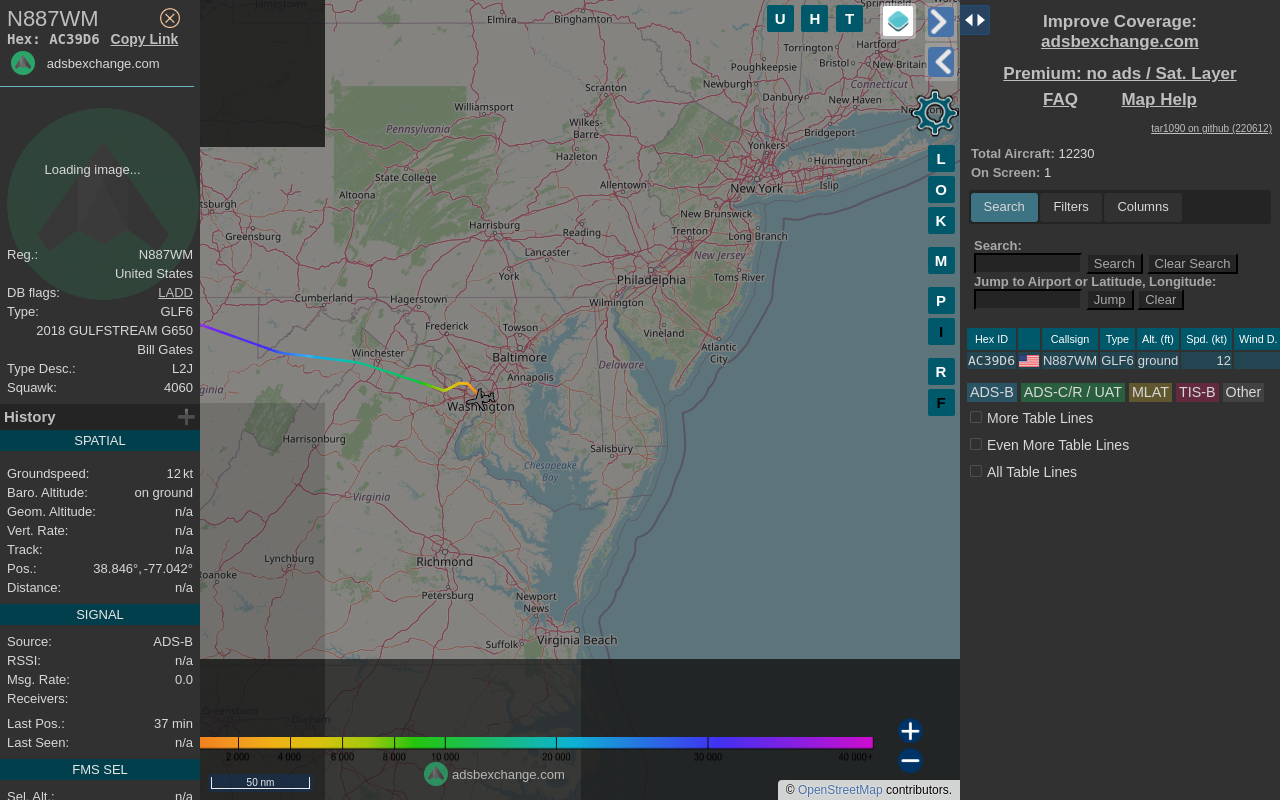 N887WM
Hex: AC39D6 Copy Link
adsbexchange.com
Loading image...
Reg.: N887WM
United States
DB flags: LADD
Type: GLF6
2018 GULFSTREAM G650
Bill Gates
Type Desc.: L2J
Squawk: 4060
History
SPATIAL
Groundspeed: 12 kt
Baro. Altitude: on ground
Geom. Altitude: n/a
Vert. Rate: n/a
Track: n/a
Pos.: 38.846°, -77.042°
Distance: n/a
SIGNAL
Source: ADS-B
RSSI: n/a
Msg. Rate: 0.0
Receivers:
Last Pos.: 37 min
Last Seen: n/a
FMS SEL
Sel. Alt.: n/a
Jamestown
Elmira
Binghamton
Springfield
Torrington
Hartford
Poughkeepsie
Bristol
New Britain
Scranton
Newburgh
Connecticut
Danbury
New Haven
Williamsport
Bridgeport
Pennsylvania
Wilkes-
Barre
Yonkers
Hazleton
Huntington
State College
Allentown
New York
Islip
Altoona
New Brunswick
Harrisburg
Reading
Trenton
Long Branch
Greensburg
Lancaster
New Jersey
York
Philadelphia
Toms River
Cumberland
Hagerstown
Wilmington
Frederick
Towson
Vineland
Winchester
Baltimore
Atlantic
City
Annapolis
Delaware
Washington
Harrisonburg
Salisbury
Chesapeake
Bay
Virginia
Lynchburg
Richmond
Roanoke
Petersburg
Newport
News
Suffolk
Virginia Beach
Greensboro
Durham
U H T
L
O
K
M
P
I
R
F
2 000 4 000 6 000 8 000 10 000 20 000 30 000 40 000+
adsbexchange.com
50 nm
© OpenStreetMap contributors.
Improve Coverage:
adsbexchange.com
Premium: no ads / Sat. Layer
FAQ Map Help
tar1090 on github (220612)
Total Aircraft: 12230
On Screen: 1
Search Filters Columns
Search:
Search Clear Search
Jump to Airport or Latitude, Longitude:
Jump Clear
Hex ID Callsign Type Alt. (ft) Spd. (kt) Wind D.
AC39D6 N887WM GLF6 ground 12
ADS-B ADS-C/R / UAT MLAT TIS-B Other
More Table Lines
Even More Table Lines
All Table Lines